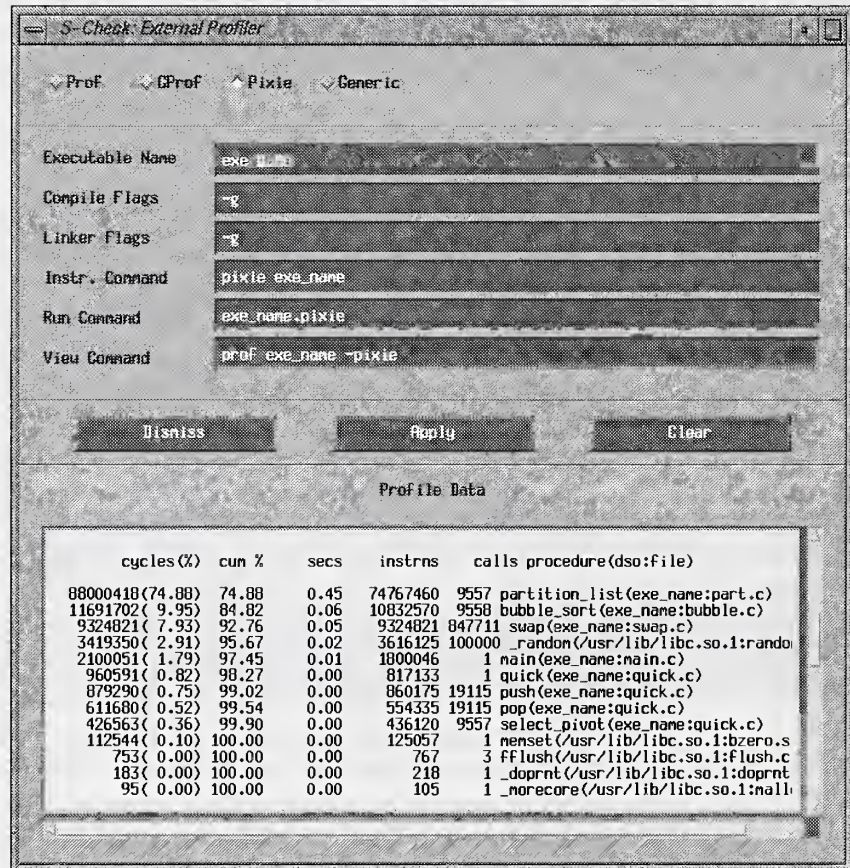 S-Check: External Profiler
Prof GProf Pixie Generic
Executable Name exe
Compile Flags -g
Linker Flags -g
Instr. Command pixie exe_name
Run Command exe_name.pixie
View Command prof exe_name -pixie
Dismiss Apply Clear
Profile Data
cycles(%) cum % secs instrns calls procedure(dso:file)
88000418(74.88) 74.88 0.45 74767460 9557 partition_list(exe_name:part.c)
11691702( 9.95) 84.82 0.06 10832570 9558 bubble_sort(exe_name:bubble.c)
9324821( 7.93) 92.76 0.05 9324821 847711 swap(exe_name:swap.c)
3419350( 2.91) 95.67 0.02 3616125 100000 _random(/usr/lib/libc.so.1:rando
2100051( 1.79) 97.45 0.01 1800046 1 main(exe_name:main.c)
960591( 0.82) 98.27 0.00 817133 1 quick(exe_name:quick.c)
879290( 0.75) 99.02 0.00 860175 19115 push(exe_name:quick.c)
611680( 0.52) 99.54 0.00 554335 19115 pop(exe_name:quick.c)
426563( 0.36) 99.90 0.00 436120 9557 select_pivot(exe_name:quick.c)
112544( 0.10) 100.00 0.00 125057 1 memset(/usr/lib/libc.so.1:bzero.s
753( 0.00) 100.00 0.00 767 3 fflush(/usr/lib/libc.so.1:flush.c
183( 0.00) 100.00 0.00 218 1 _doprnt(/usr/lib/libc.so.1:doprnt
95( 0.00) 100.00 0.00 105 1 _morecore(/usr/lib/libc.so.1:mall